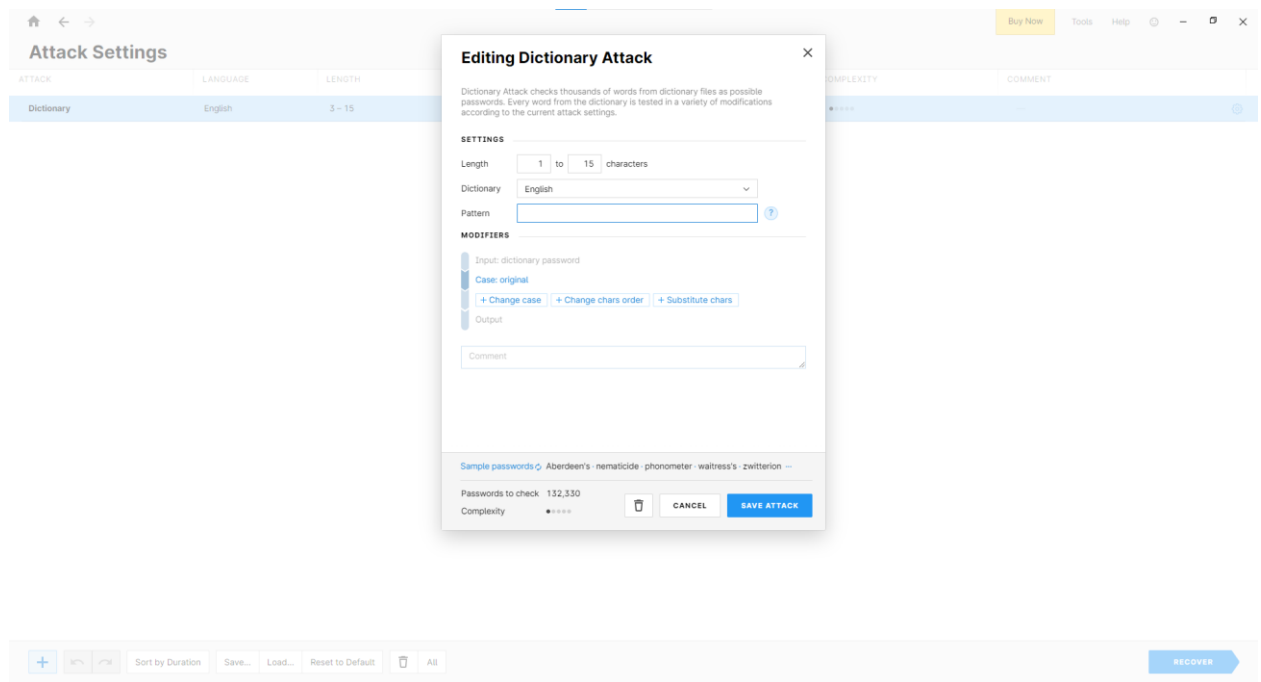 Buy Now Tools Help
Attack Settings
ATTACK LANGUAGE LENGTH OMPLEXITY COMMENT
Dictionary English 3 – 15
Editing Dictionary Attack
Dictionary Attack checks thousands of words from dictionary files as possible
passwords. Every word from the dictionary is tested in a variety of modifications
according to the current attack settings.
SETTINGS
Length 1 to 15 characters
Dictionary English
Pattern ?
MODIFIERS
Input: dictionary password
Case: original
+ Change case + Change chars order + Substitute chars
Output
Comment
Sample passwords Aberdeen's · nematicide · phonometer · waitress's · zwitterion ···
Passwords to check 132,330
Complexity
CANCEL SAVE ATTACK
+ Sort by Duration Save... Load... Reset to Default All RECOVER